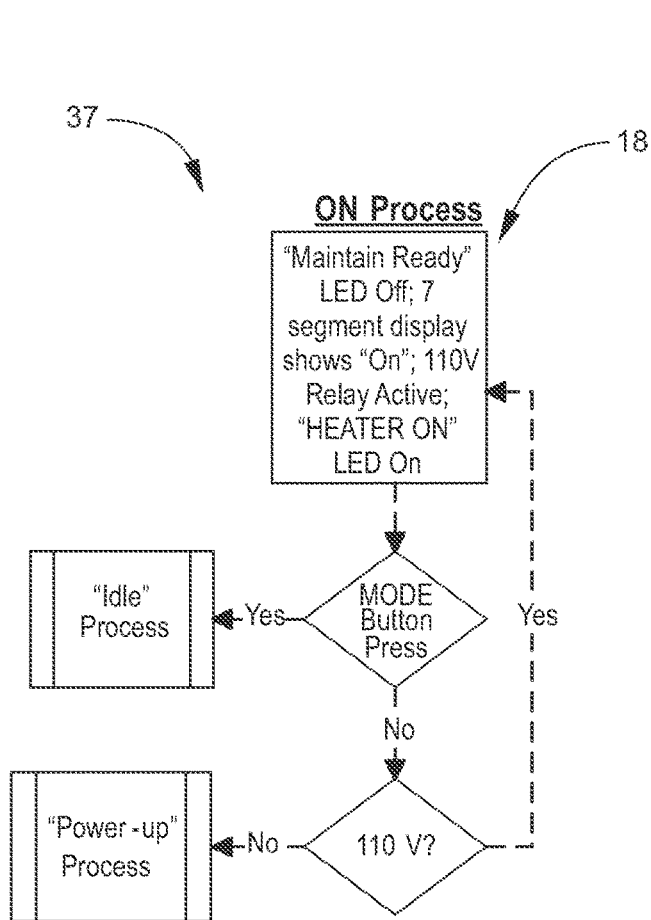 37
18
ON Process
"Maintain Ready"
LED Off; 7
segment display
shows "On"; 110V
Relay Active;
"HEATER ON"
LED On
"Idle"
Process
Yes
MODE
Button
Press
Yes
No
"Power-up"
Process
No
110 V?